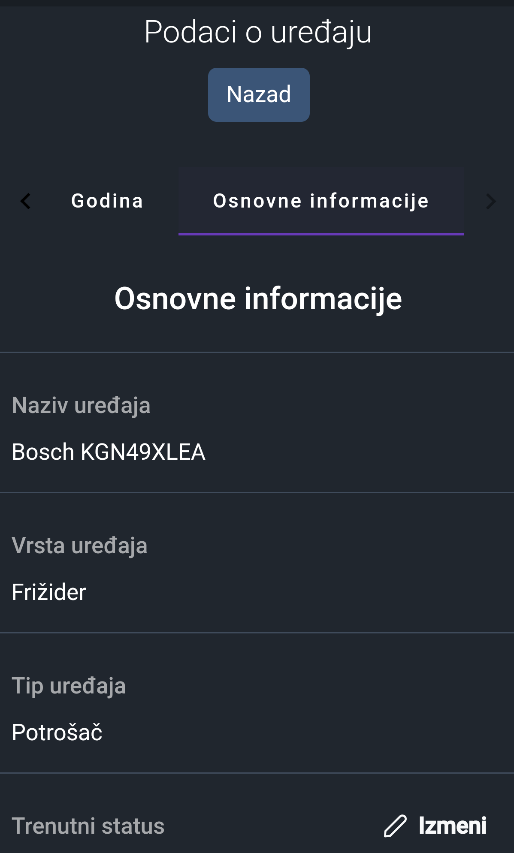 Podaci o uređaju
Nazad
Godina
Osnovne informacije
Osnovne informacije
Naziv uređaja
Bosch KGN49XLEA
Vrsta uređaja
Frižider
Tip uređaja
Potrošač
Trenutni status
Izmeni